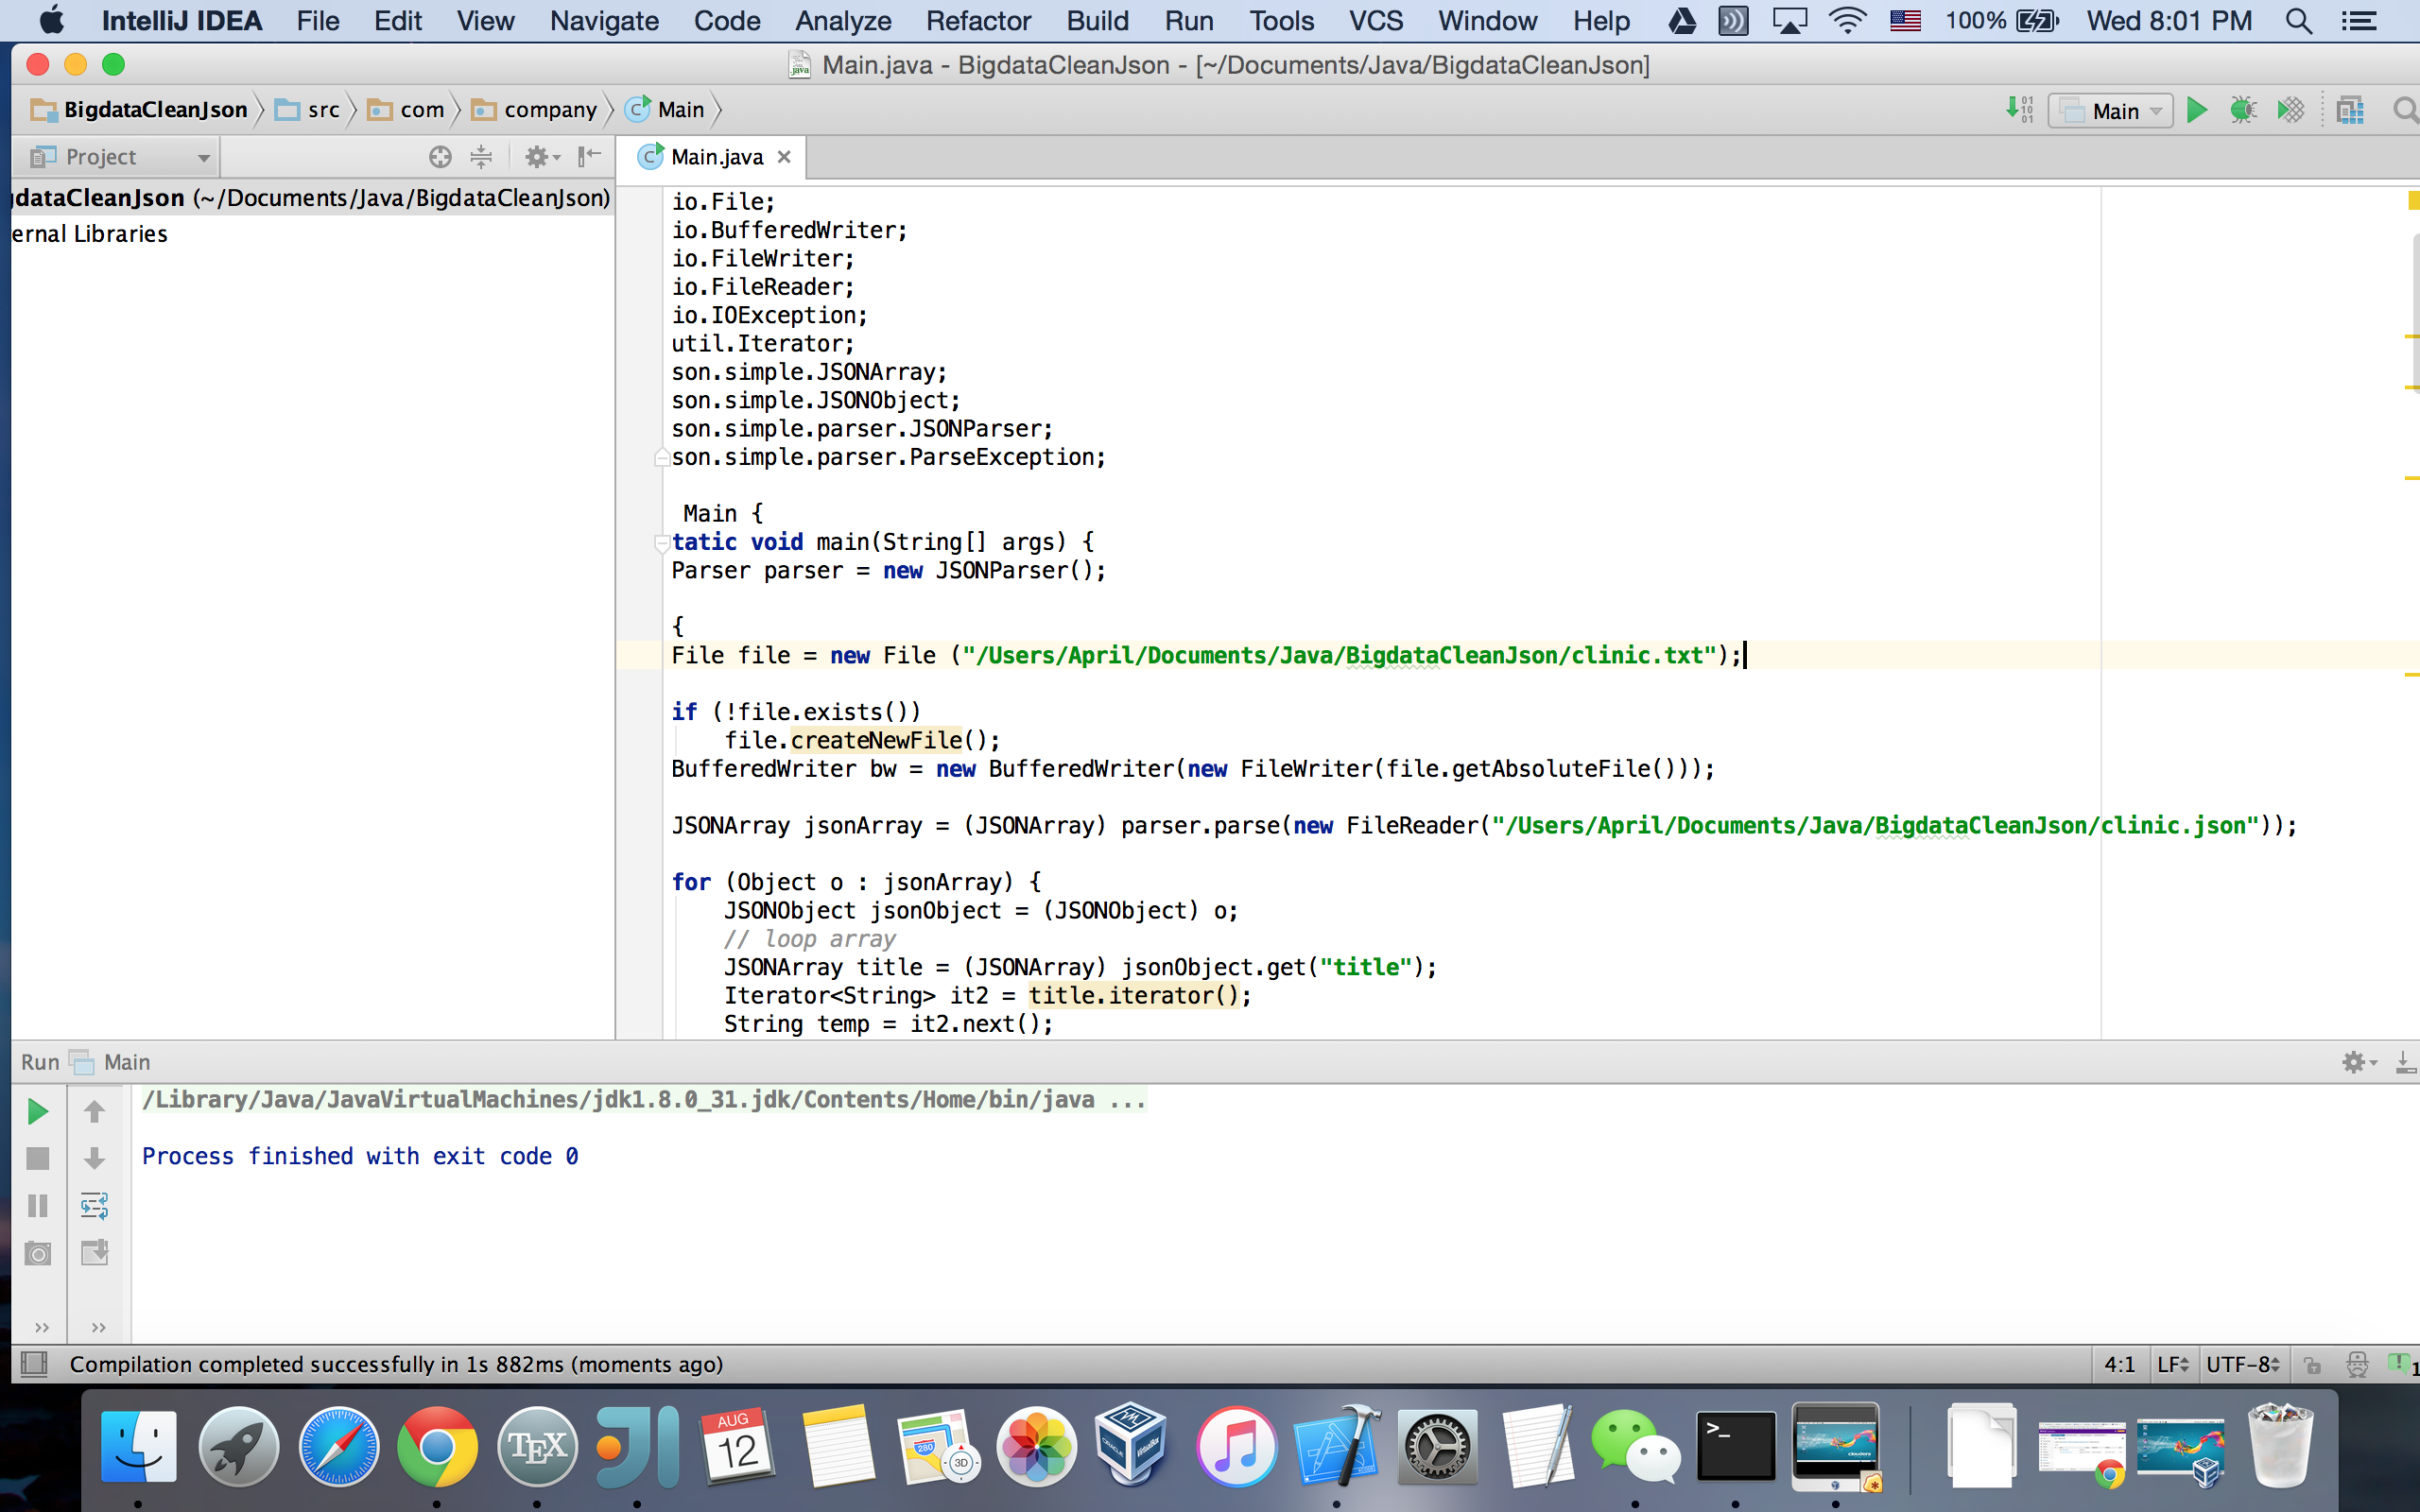 IntelliJ IDEA File Edit View Navigate Code Analyze Refactor Build Run Tools VCS Window Help 100% Wed 8:01 PM
Main.java - BigdataCleanJson - [~/Documents/Java/BigdataCleanJson]
BigdataCleanJson src com company Main Main
Project Main.java
dataCleanJson (~/Documents/Java/BigdataCleanJson)
ernal Libraries
io.File;
io.BufferedWriter;
io.FileWriter;
io.FileReader;
io.IOException;
util.Iterator;
son.simple.JSONArray;
son.simple.JSONObject;
son.simple.parser.JSONParser;
son.simple.parser.ParseException;
Main {
tatic void main(String[] args) {
Parser parser = new JSONParser();
{
File file = new File ("/Users/April/Documents/Java/BigdataCleanJson/clinic.txt");
if (!file.exists())
file.createNewFile();
BufferedWriter bw = new BufferedWriter(new FileWriter(file.getAbsoluteFile()));
JSONArray jsonArray = (JSONArray) parser.parse(new FileReader("/Users/April/Documents/Java/BigdataCleanJson/clinic.json"));
for (Object o : jsonArray) {
JSONObject jsonObject = (JSONObject) o;
// loop array
JSONArray title = (JSONArray) jsonObject.get("title");
Iterator<String> it2 = title.iterator();
String temp = it2.next();
Run Main
/Library/Java/JavaVirtualMachines/jdk1.8.0_31.jdk/Contents/Home/bin/java ...
Process finished with exit code 0
Compilation completed successfully in 1s 882ms (moments ago) 4:1 LF UTF-8 1
TEX
AUG
12
280
3D
>_